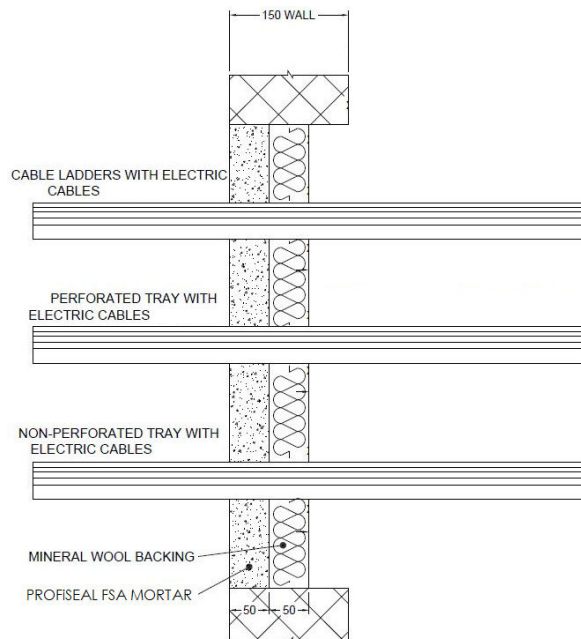 150 WALL
CABLE LADDERS WITH ELECTRIC
CABLES
PERFORATED TRAY WITH
ELECTRIC CABLES
NON-PERFORATED TRAY WITH
ELECTRIC CABLES
MINERAL WOOL BACKING
PROFISEAL FSA MORTAR
50 50